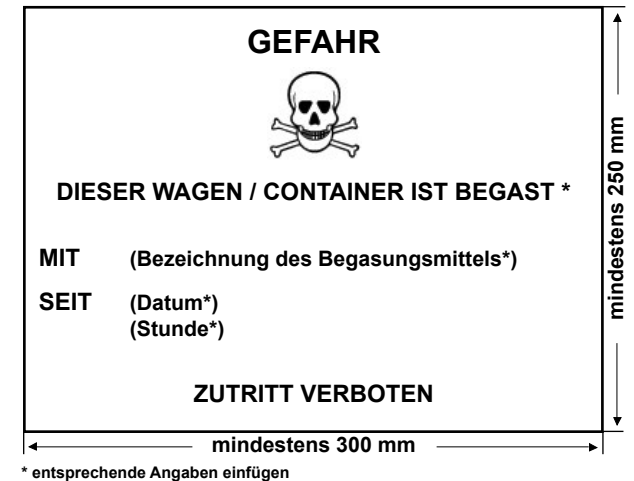 GEFAHR
DIESER WAGEN / CONTAINER IST BEGAST *
MIT (Bezeichnung des Begasungsmittels*)
SEIT (Datum*)
(Stunde*)
ZUTRITT VERBOTEN
mindestens 250 mm
mindestens 300 mm
* entsprechende Angaben einfügen